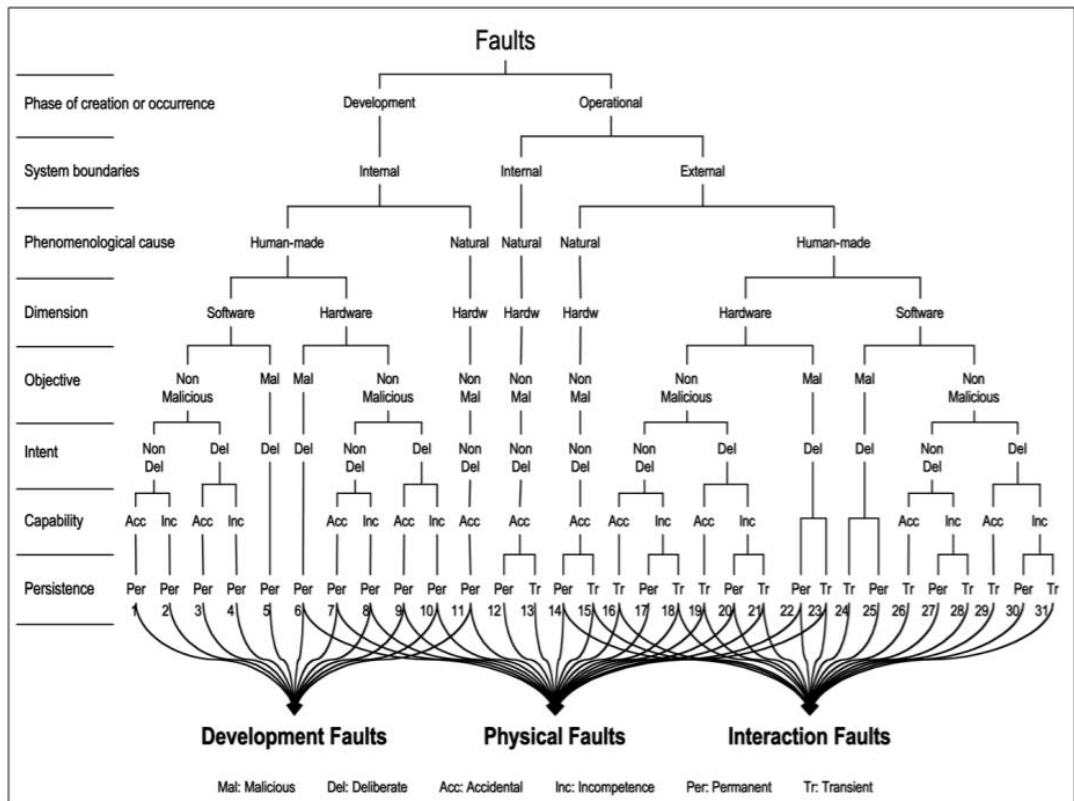 Faults
Phase of creation or occurrence Development Operational
System boundaries Internal Internal External
Phenomenological cause Human-made Natural Natural Natural Human-made
Dimension Software Hardware Hardw Hardw Hardw Hardware Software
Objective Non Mal Mal Non Non Non Non Non Mal Mal Non
Malicious Malicious Mal Mal Mal Malicious Malicious
Intent Non Del Del Del Non Del Non Non Non Non Del Del Del Non Del
Del Del Del Del Del Del Del
Capability Acc Inc Acc Inc Acc Inc Acc Inc Acc Acc Acc Acc Inc Acc Inc Acc Inc Acc Inc
Persistence Per Per Per Per Per Per Per Per Per Per Per Per Tr Per Tr Tr Per Tr Tr Per Tr Per Tr Tr Per Tr Per Tr Tr Per Tr
1 2 3 4 5 6 7 8 9 10 11 12 13 14 15 16 17 18 19 20 21 22 23 24 25 26 27 28 29 30 31
Development Faults Physical Faults Interaction Faults
Mal: Malicious Del: Deliberate Acc: Accidental Inc: Incompetence Per: Permanent Tr: Transient